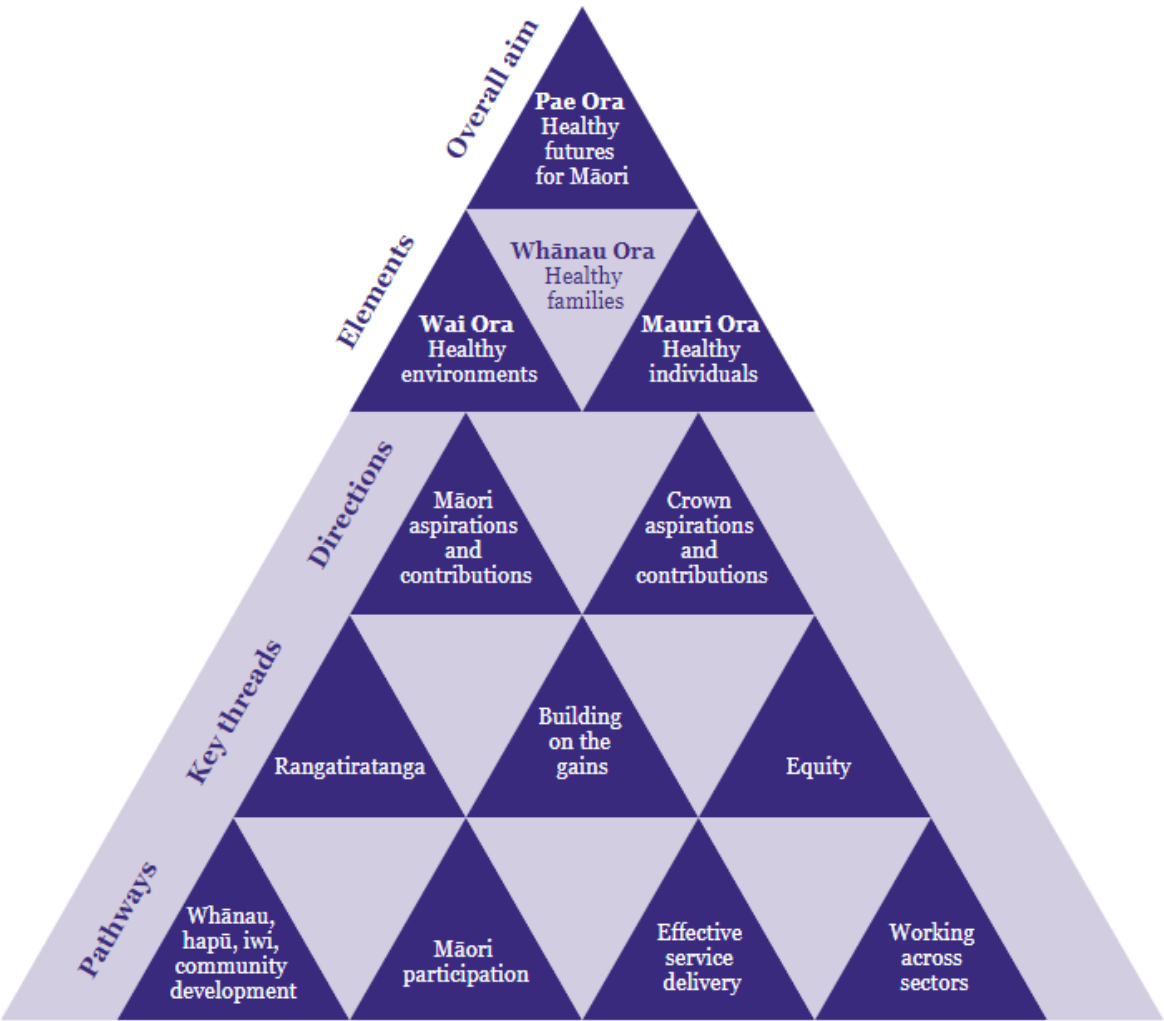 Overall aim
Pae Ora
Healthy
futures
for Māori
Elements
Whānau Ora
Healthy
families
Wai Ora
Healthy
environments
Mauri Ora
Healthy
individuals
Directions
Māori
aspirations
and
contributions
Crown
aspirations
and
contributions
Key threads
Rangatiratanga
Building
on the
gains
Equity
Pathways
Whānau,
hapū, iwi,
community
development
Māori
participation
Effective
service
delivery
Working
across
sectors